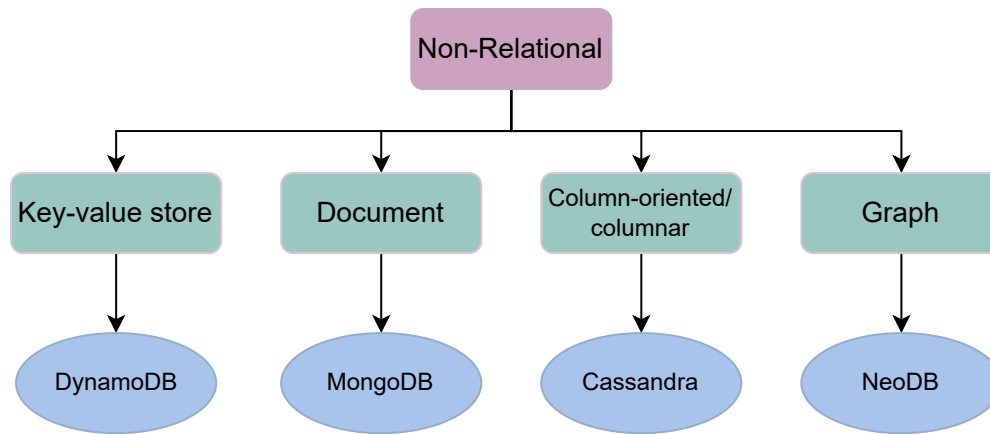 Non-Relational
Key-value store
Document
Column-oriented/
columnar
Graph
DynamoDB
MongoDB
Cassandra
NeoDB